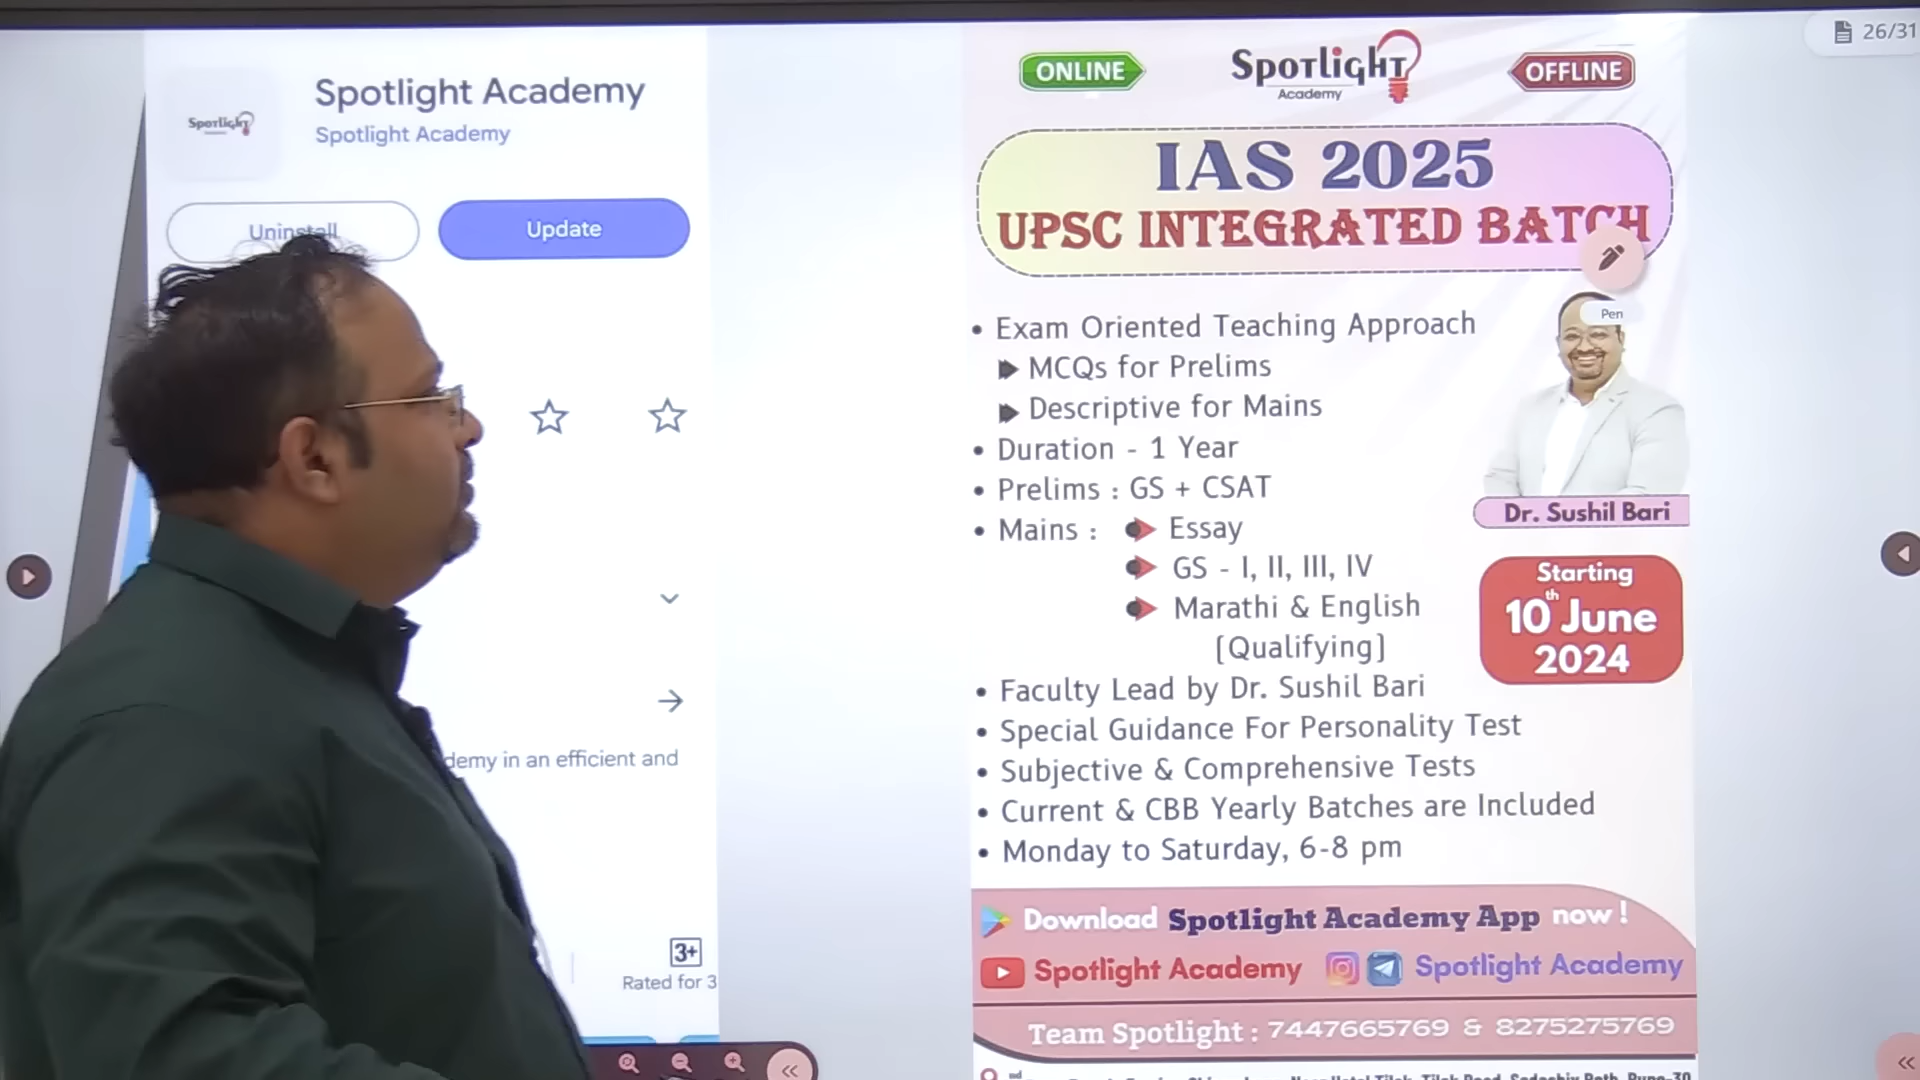 26/31
Spotlight Academy
Spotlight Academy
Spotlight
Uninstall
Update
demy in an efficient and
3+
Rated for 3
ONLINE
Spotlight
Academy
OFFLINE
IAS 2025
UPSC INTEGRATED BATCH
Pen
• Exam Oriented Teaching Approach
MCQs for Prelims
Descriptive for Mains
• Duration - 1 Year
• Prelims : GS + CSAT
• Mains : Essay
GS - I, II, III, IV
Marathi & English
[Qualifying]
Dr. Sushil Bari
Starting
10th June
2024
• Faculty Lead by Dr. Sushil Bari
• Special Guidance For Personality Test
• Subjective & Comprehensive Tests
• Current & CBB Yearly Batches are Included
• Monday to Saturday, 6-8 pm
Download Spotlight Academy App now !
Spotlight Academy
Spotlight Academy
Team Spotlight : 7447665769 & 8275275769